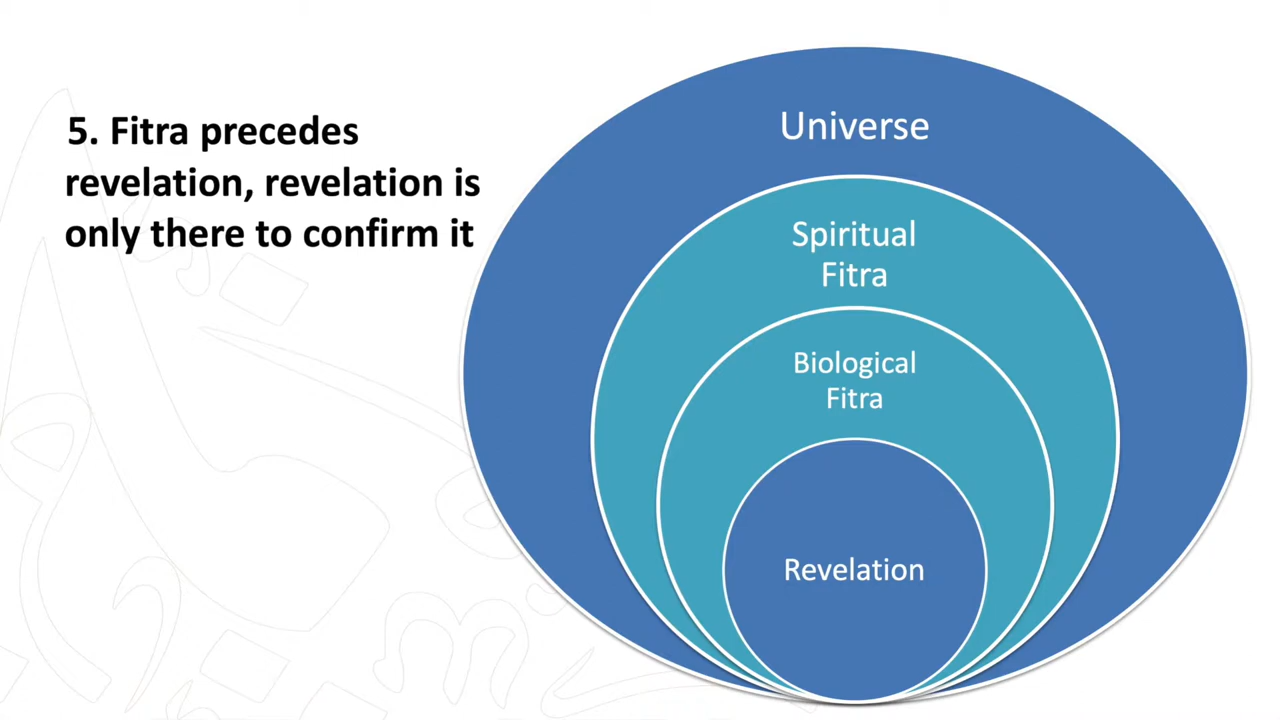 5. Fitra precedes
revelation, revelation is
only there to confirm it
Universe
Spiritual
Fitra
Biological
Fitra
Revelation